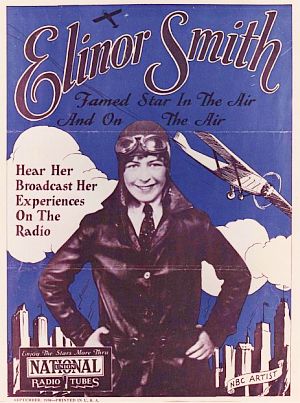 Elinor Smith
Famed Star In The Air
And On The Air
Hear Her
Broadcast Her
Experiences
On The
Radio
Enjoy The Stars More Thru
NATIONAL
UNION
RADIO TUBES
NBC ARTIST
PRINTED IN U.S.A.